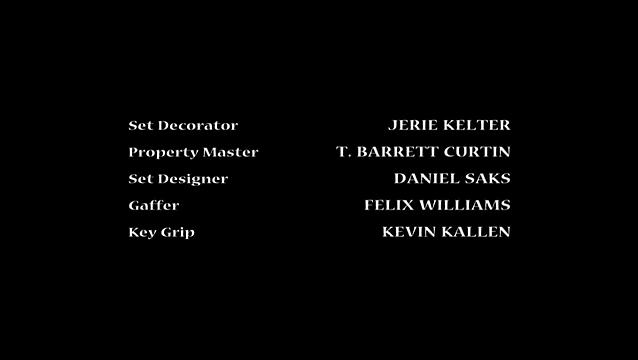 Set Decorator JERIE KELTER
Property Master T. BARRETT CURTIN
Set Designer DANIEL SAKS
Gaffer FELIX WILLIAMS
Key Grip KEVIN KALLEN